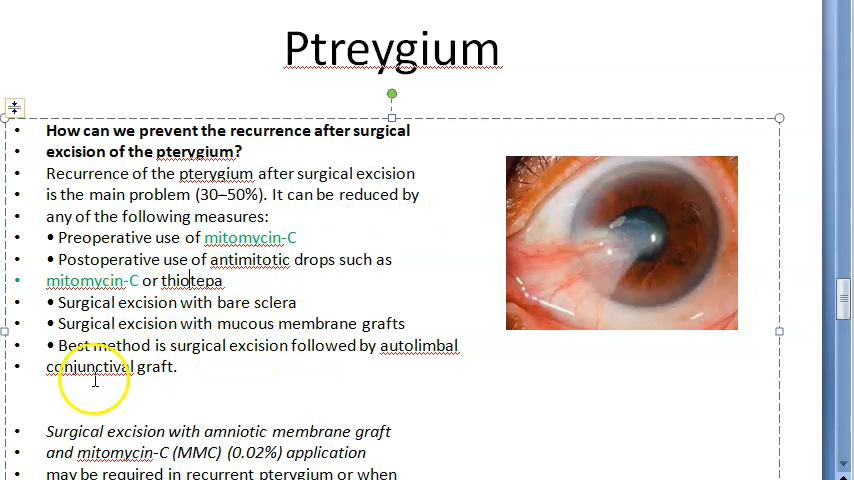 Ptreygium
• How can we prevent the recurrence after surgical
• excision of the pterygium?
• Recurrence of the pterygium after surgical excision
• is the main problem (30–50%). It can be reduced by
• any of the following measures:
• • Preoperative use of mitomycin-C
• • Postoperative use of antimitotic drops such as
• mitomycin-C or thiotepa
• • Surgical excision with bare sclera
• • Surgical excision with mucous membrane grafts
• • Best method is surgical excision followed by autolimbal
• conjunctival graft.
• Surgical excision with amniotic membrane graft
• and mitomycin-C (MMC) (0.02%) application
• may be required in recurrent pterygium or when